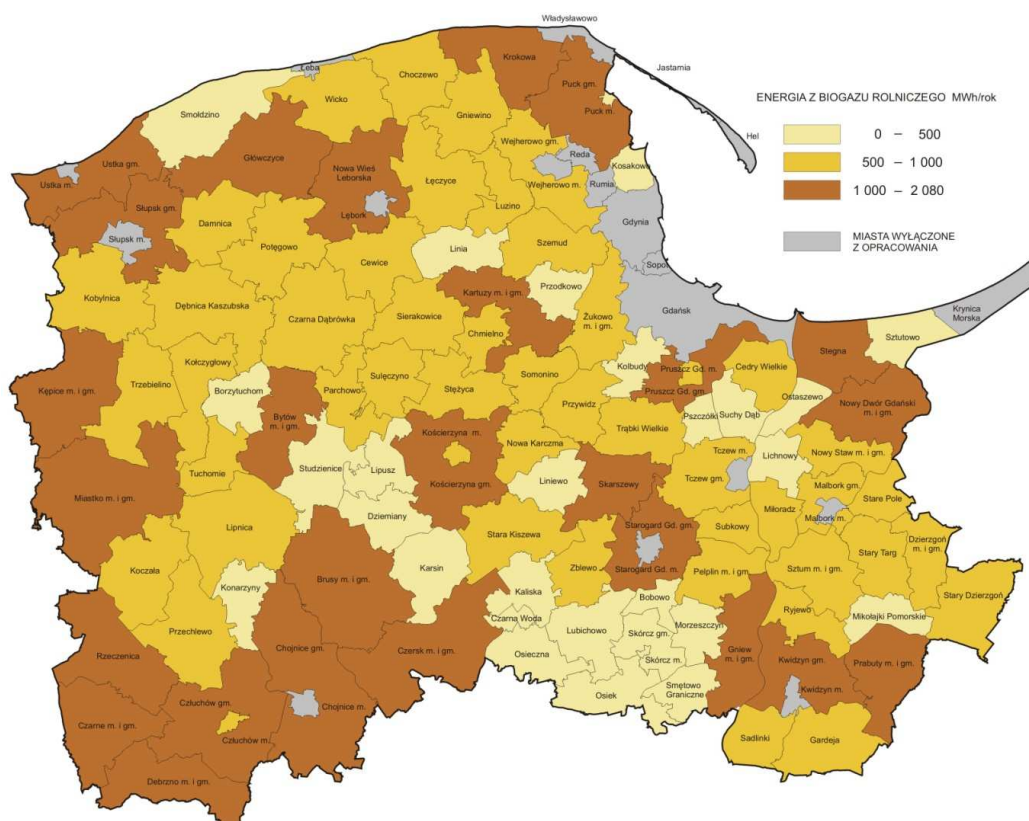 Władysławowo
Jastarnia
Hel
Krokowa
Puck gm.
Puck m.
Łeba
Choczewo
Wicko
Gniewino
Smołdzino
Wejherowo gm.
Reda
Kosakowo
Rumia
Wejherowo m.
Główczyce
Nowa Wieś
Lęborska
Łęczyce
Ustka gm.
Ustka m.
Słupsk gm.
Lębork
Luzino
Gdynia
Damnica
Słupsk m.
Potęgowo
Linia
Szemud
Cewice
Sopot
Przodkowo
Kobylnica
Dębnica Kaszubska
Kartuzy m. i gm.
Czarna Dąbrówka
Sierakowice
Żukowo
m. i gm.
Gdańsk
Chmielno
Krynica
Morska
Sztutowo
Stegna
Kołczygłowy
Trzebielino
Kępice m. i gm.
Borzytuchom
Parchowo
Sulęczyno
Stężyca
Somonino
Kolbudy
Pruszcz Gd. m.
Cedry Wielkie
Pruszcz Gd. gm.
Ostaszewo
Bytów
m. i gm.
Przywidz
Nowy Dwór Gdański
m. i gm.
Pszczółki
Suchy Dąb
Kościerzyna m.
Trąbki Wielkie
Nowa Karczma
Tczew m.
Lichnowy
Nowy Staw m. i gm.
Tuchomie
Studzienice
Lipusz
Miastko m. i gm.
Kościerzyna gm.
Liniewo
Skarszewy
Tczew gm.
Malbork gm.
Stare Pole
Dziemiany
Miłoradz
Malbork m.
Lipnica
Starogard Gd. gm.
Subkowy
Stara Kiszewa
Dzierzgoń
m. i gm.
Stary Targ
Koczała
Zblewo
Starogard Gd. m.
Pelplin m. i gm.
Sztum m. i gm.
Karsin
Brusy m. i gm.
Konarzyny
Kaliska
Bobowo
Stary Dzierzgoń
Ryjewo
Mikołajki Pomorskie
Czarna Woda
Morzeszczyn
Przechlewo
Lubichowo
Skórcz gm.
Chojnice gm.
Gniew
m. i gm.
Rzeczenica
Czersk m. i gm.
Osieczna
Skórcz m.
Kwidzyn gm.
Prabuty m. i gm.
Człuchów gm.
Osiek
Smętowo
Graniczne
Kwidzyn m.
Chojnice m.
Czarne m. i gm.
Człuchów m.
Sadlinki
Gardeja
Debrzno m. i gm.
ENERGIA Z BIOGAZU ROLNICZEGO MWh/rok
0 – 500
500 – 1 000
1 000 – 2 080
MIASTA WYŁĄCZONE
Z OPRACOWANIA